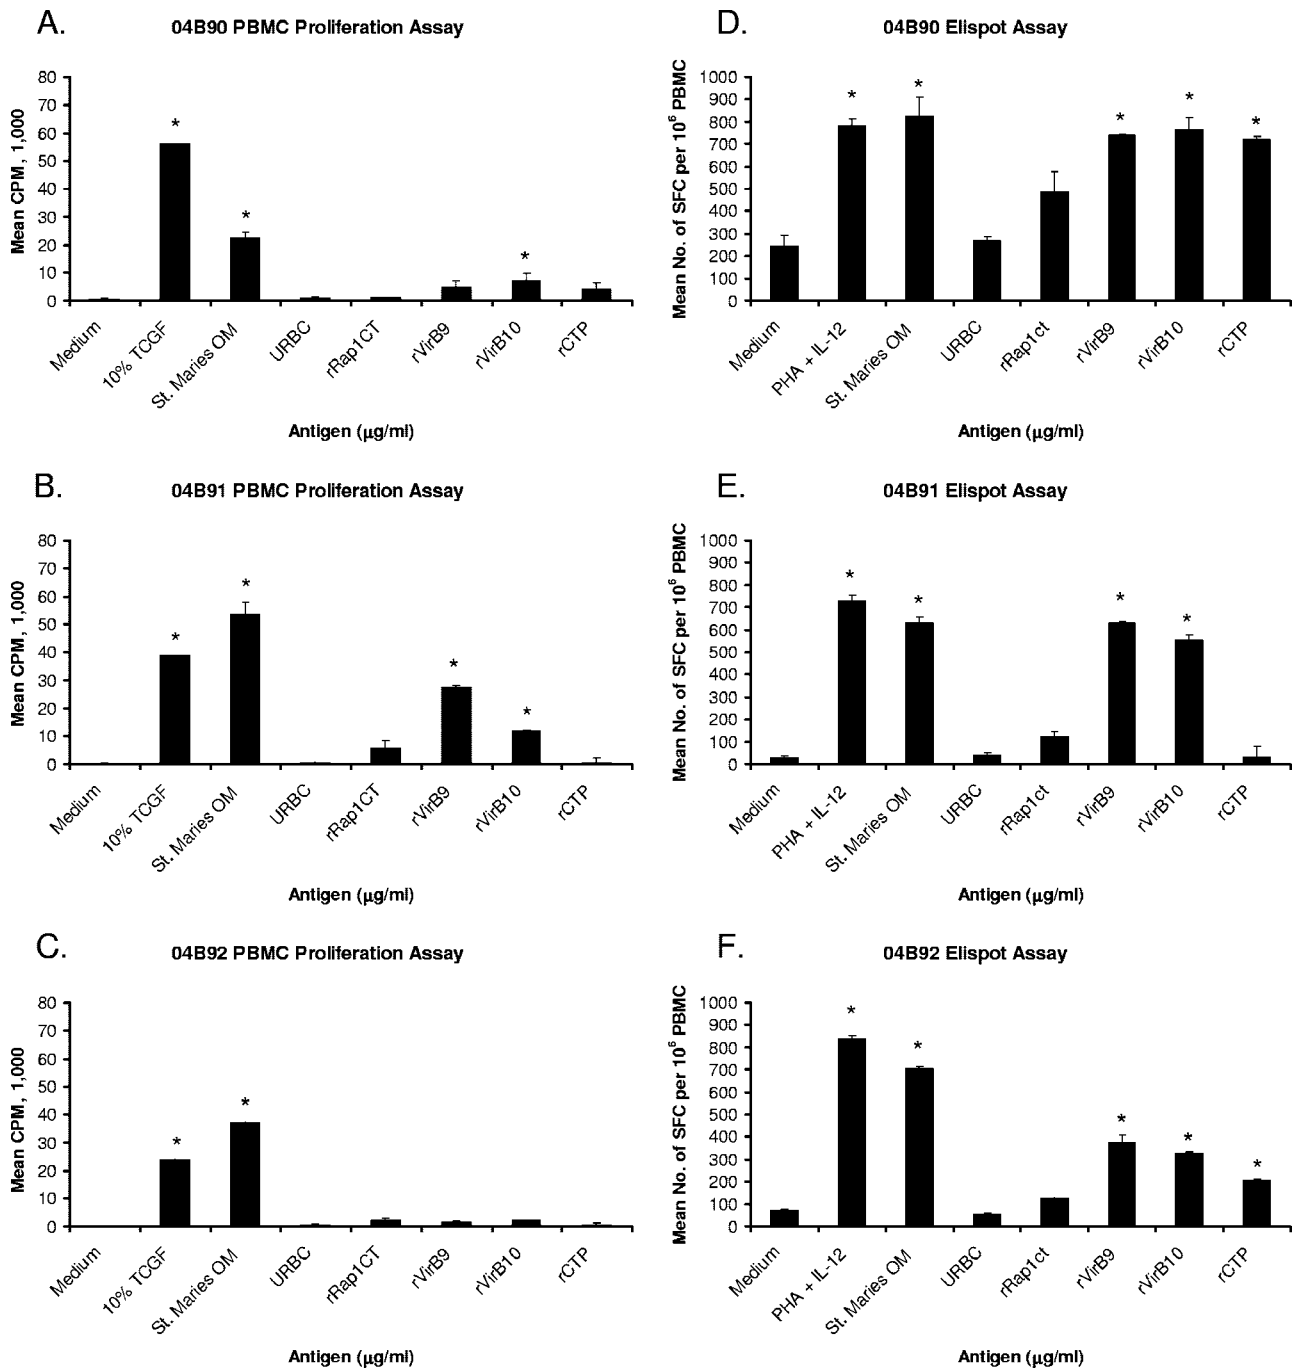 A.
04B90 PBMC Proliferation Assay
Mean CPM, 1,000
80
70
60
50
40
30
20
10
0
*
*
*
Medium
10% TCGF
St. Maries OM
URBC
rRap1CT
rVirB9
rVirB10
rCTP
Antigen (µg/ml)
D.
04B90 Elispot Assay
Mean No. of SFC per 10⁶ PBMC
1000
900
800
700
600
500
400
300
200
100
0
*
*
*
*
*
Medium
PHA + IL-12
St. Maries OM
URBC
rRap1ct
rVirB9
rVirB10
rCTP
Antigen (µg/ml)
B.
04B91 PBMC Proliferation Assay
Mean CPM, 1,000
80
70
60
50
40
30
20
10
0
*
*
*
*
Medium
10% TCGF
St. Maries OM
URBC
rRap1CT
rVirB9
rVirB10
rCTP
Antigen (µg/ml)
E.
04B91 Elispot Assay
Mean No. of SFC per 10⁶ PBMC
1000
900
800
700
600
500
400
300
200
100
0
*
*
*
*
Medium
PHA + IL-12
St. Maries OM
URBC
rRap1ct
rVirB9
rVirB10
rCTP
Antigen (µg/ml)
C.
04B92 PBMC Proliferation Assay
Mean CPM, 1,000
80
70
60
50
40
30
20
10
0
*
*
Medium
10% TCGF
St. Maries OM
URBC
rRap1CT
rVirB9
rVirB10
rCTP
Antigen (µg/ml)
F.
04B92 Elispot Assay
Mean No. of SFC per 10⁶ PBMC
1000
900
800
700
600
500
400
300
200
100
0
*
*
*
*
*
Medium
PHA + IL-12
St. Maries OM
URBC
rRap1ct
rVirB9
rVirB10
rCTP
Antigen (µg/ml)